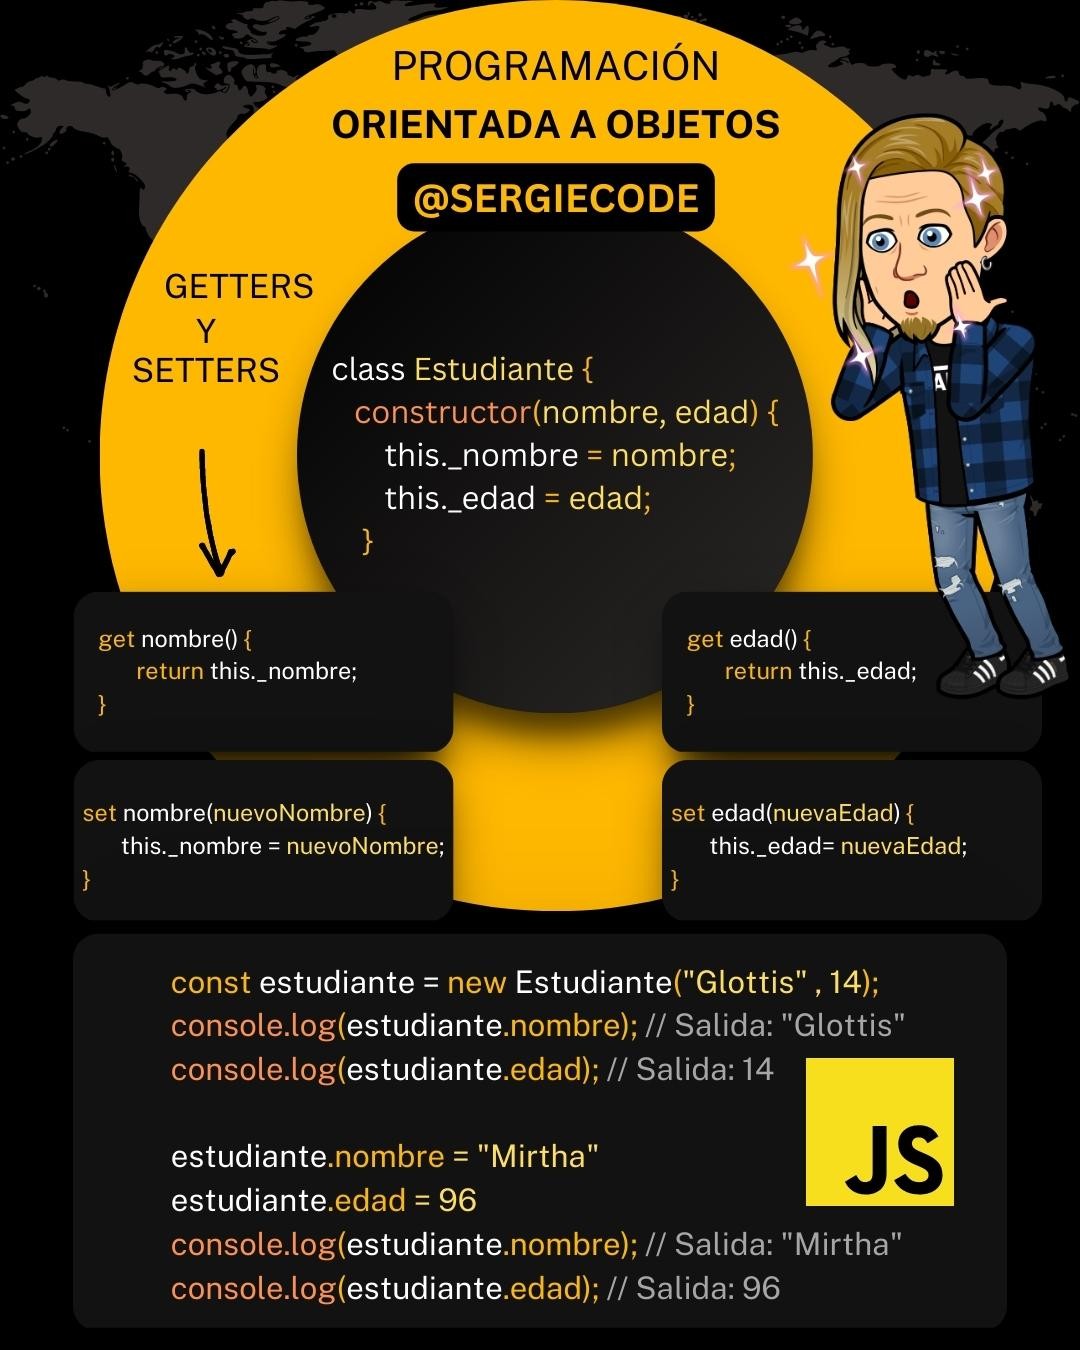 PROGRAMACIÓN
ORIENTADA A OBJETOS
@SERGIECODE
GETTERS
Y
SETTERS
class Estudiante {
constructor(nombre, edad) {
this._nombre = nombre;
this._edad = edad;
}
get nombre() {
return this._nombre;
}
get edad() {
return this._edad;
}
set nombre(nuevoNombre) {
this._nombre = nuevoNombre;
}
set edad(nuevaEdad) {
this._edad= nuevaEdad;
}
const estudiante = new Estudiante("Glottis" , 14);
console.log(estudiante.nombre); // Salida: "Glottis"
console.log(estudiante.edad); // Salida: 14
estudiante.nombre = "Mirtha"
estudiante.edad = 96
console.log(estudiante.nombre); // Salida: "Mirtha"
console.log(estudiante.edad); // Salida: 96
JS